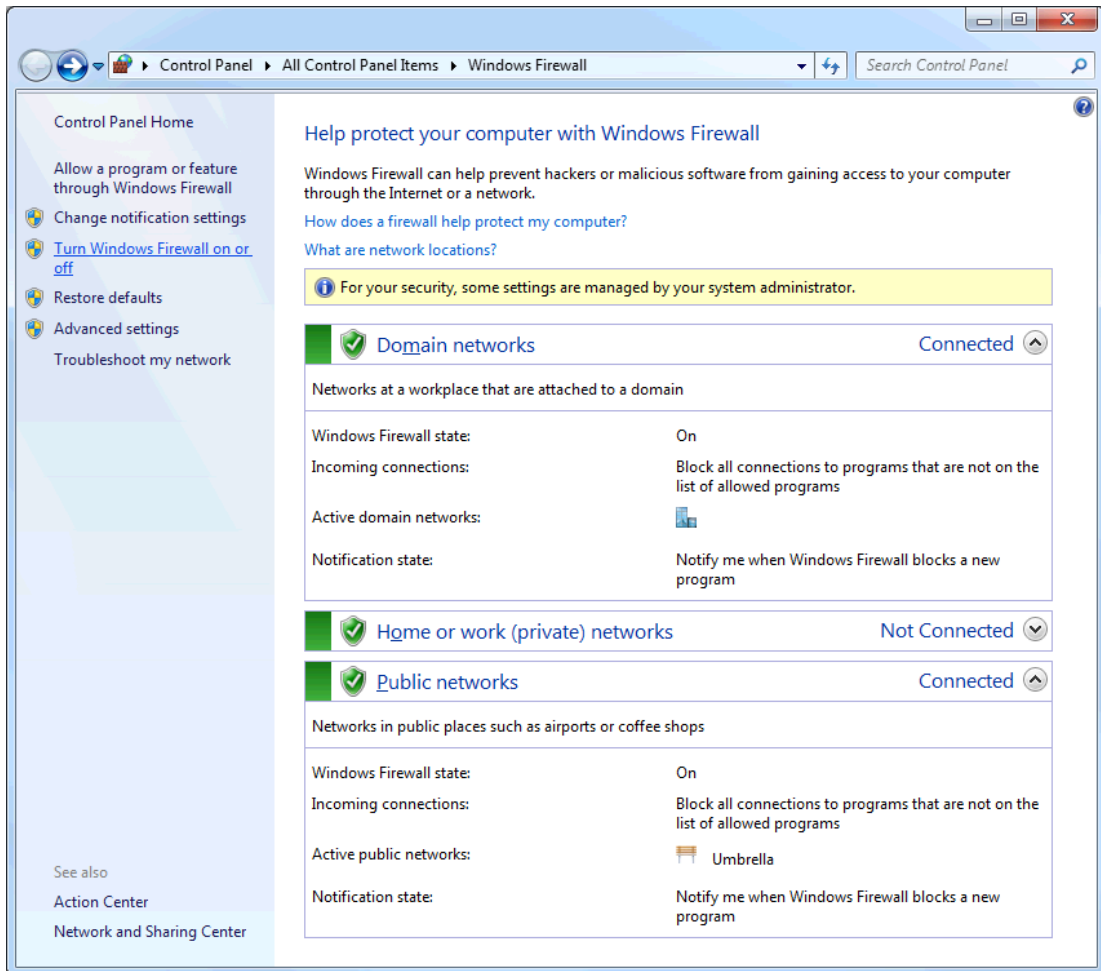 Control Panel All Control Panel Items Windows Firewall Search Control Panel
Control Panel Home
Allow a program or feature
through Windows Firewall
Change notification settings
Turn Windows Firewall on or
off
Restore defaults
Advanced settings
Troubleshoot my network
See also
Action Center
Network and Sharing Center
Help protect your computer with Windows Firewall
Windows Firewall can help prevent hackers or malicious software from gaining access to your computer
through the Internet or a network.
How does a firewall help protect my computer?
What are network locations?
For your security, some settings are managed by your system administrator.
Domain networks Connected
Networks at a workplace that are attached to a domain
Windows Firewall state: On
Incoming connections: Block all connections to programs that are not on the
list of allowed programs
Active domain networks:
Notification state: Notify me when Windows Firewall blocks a new
program
Home or work (private) networks Not Connected
Public networks Connected
Networks in public places such as airports or coffee shops
Windows Firewall state: On
Incoming connections: Block all connections to programs that are not on the
list of allowed programs
Active public networks: Umbrella
Notification state: Notify me when Windows Firewall blocks a new
program